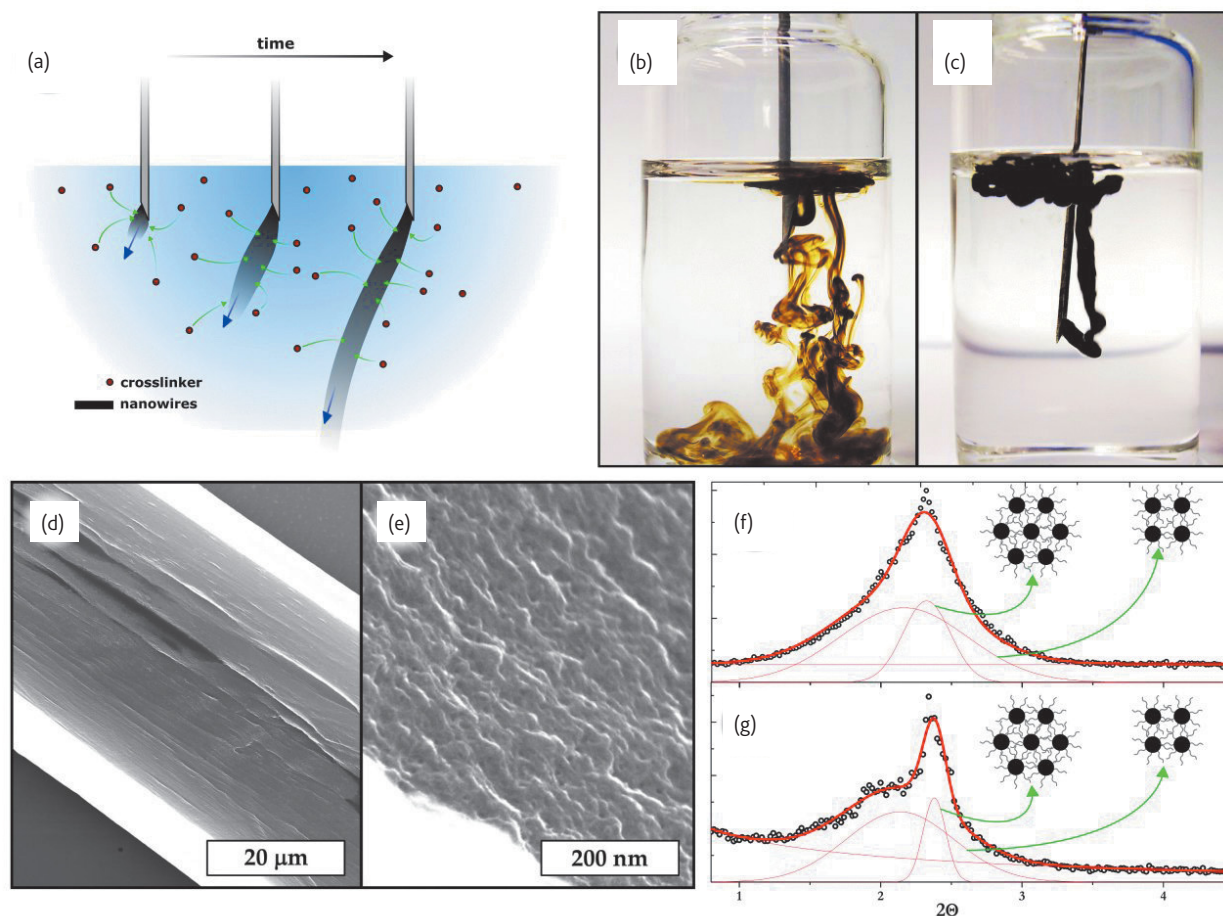 (a)
time
crosslinker
nanowires
(b)
(c)
(d)
20 μm
(e)
200 nm
(f)
(g)
1 2 3 4
2Θ